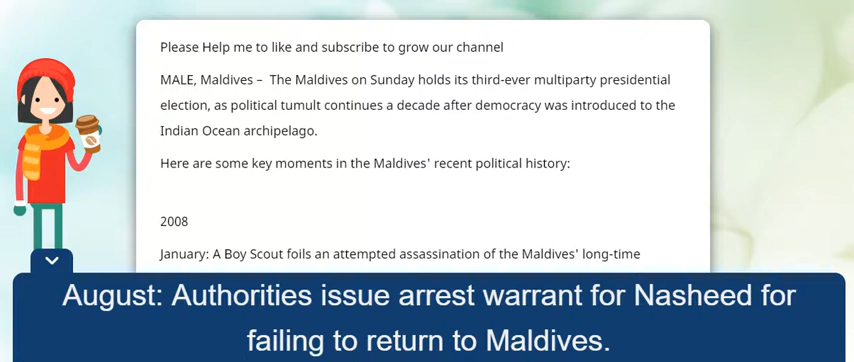 Please Help me to like and subscribe to grow our channel
MALE, Maldives – The Maldives on Sunday holds its third-ever multiparty presidential
election, as political tumult continues a decade after democracy was introduced to the
Indian Ocean archipelago.
Here are some key moments in the Maldives' recent political history:
2008
January: A Boy Scout foils an attempted assassination of the Maldives' long-time
August: Authorities issue arrest warrant for Nasheed for
failing to return to Maldives.